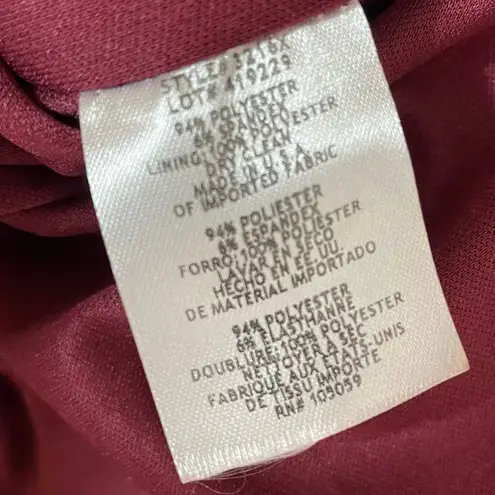 STYLE# 3216X
LOT# 419229
94% POLYESTER
6% SPANDEX
LINING: 100% POLYESTER
DRY CLEAN
MADE IN U.S.A
OF IMPORTED FABRIC
94% POLIESTER
6% ESPANDEX
FORRO: 100% POLIESTER
LAVAR EN SECO
HECHO EN EE.UU.
DE MATERIAL IMPORTADO
94% POLYESTER
6% ELASTHANNE
DOUBLURE: 100% POLYESTER
NETTOYER A SEC
FABRIQUE AUX ETATS-UNIS
DE TISSU IMPORTE
RN# 105059